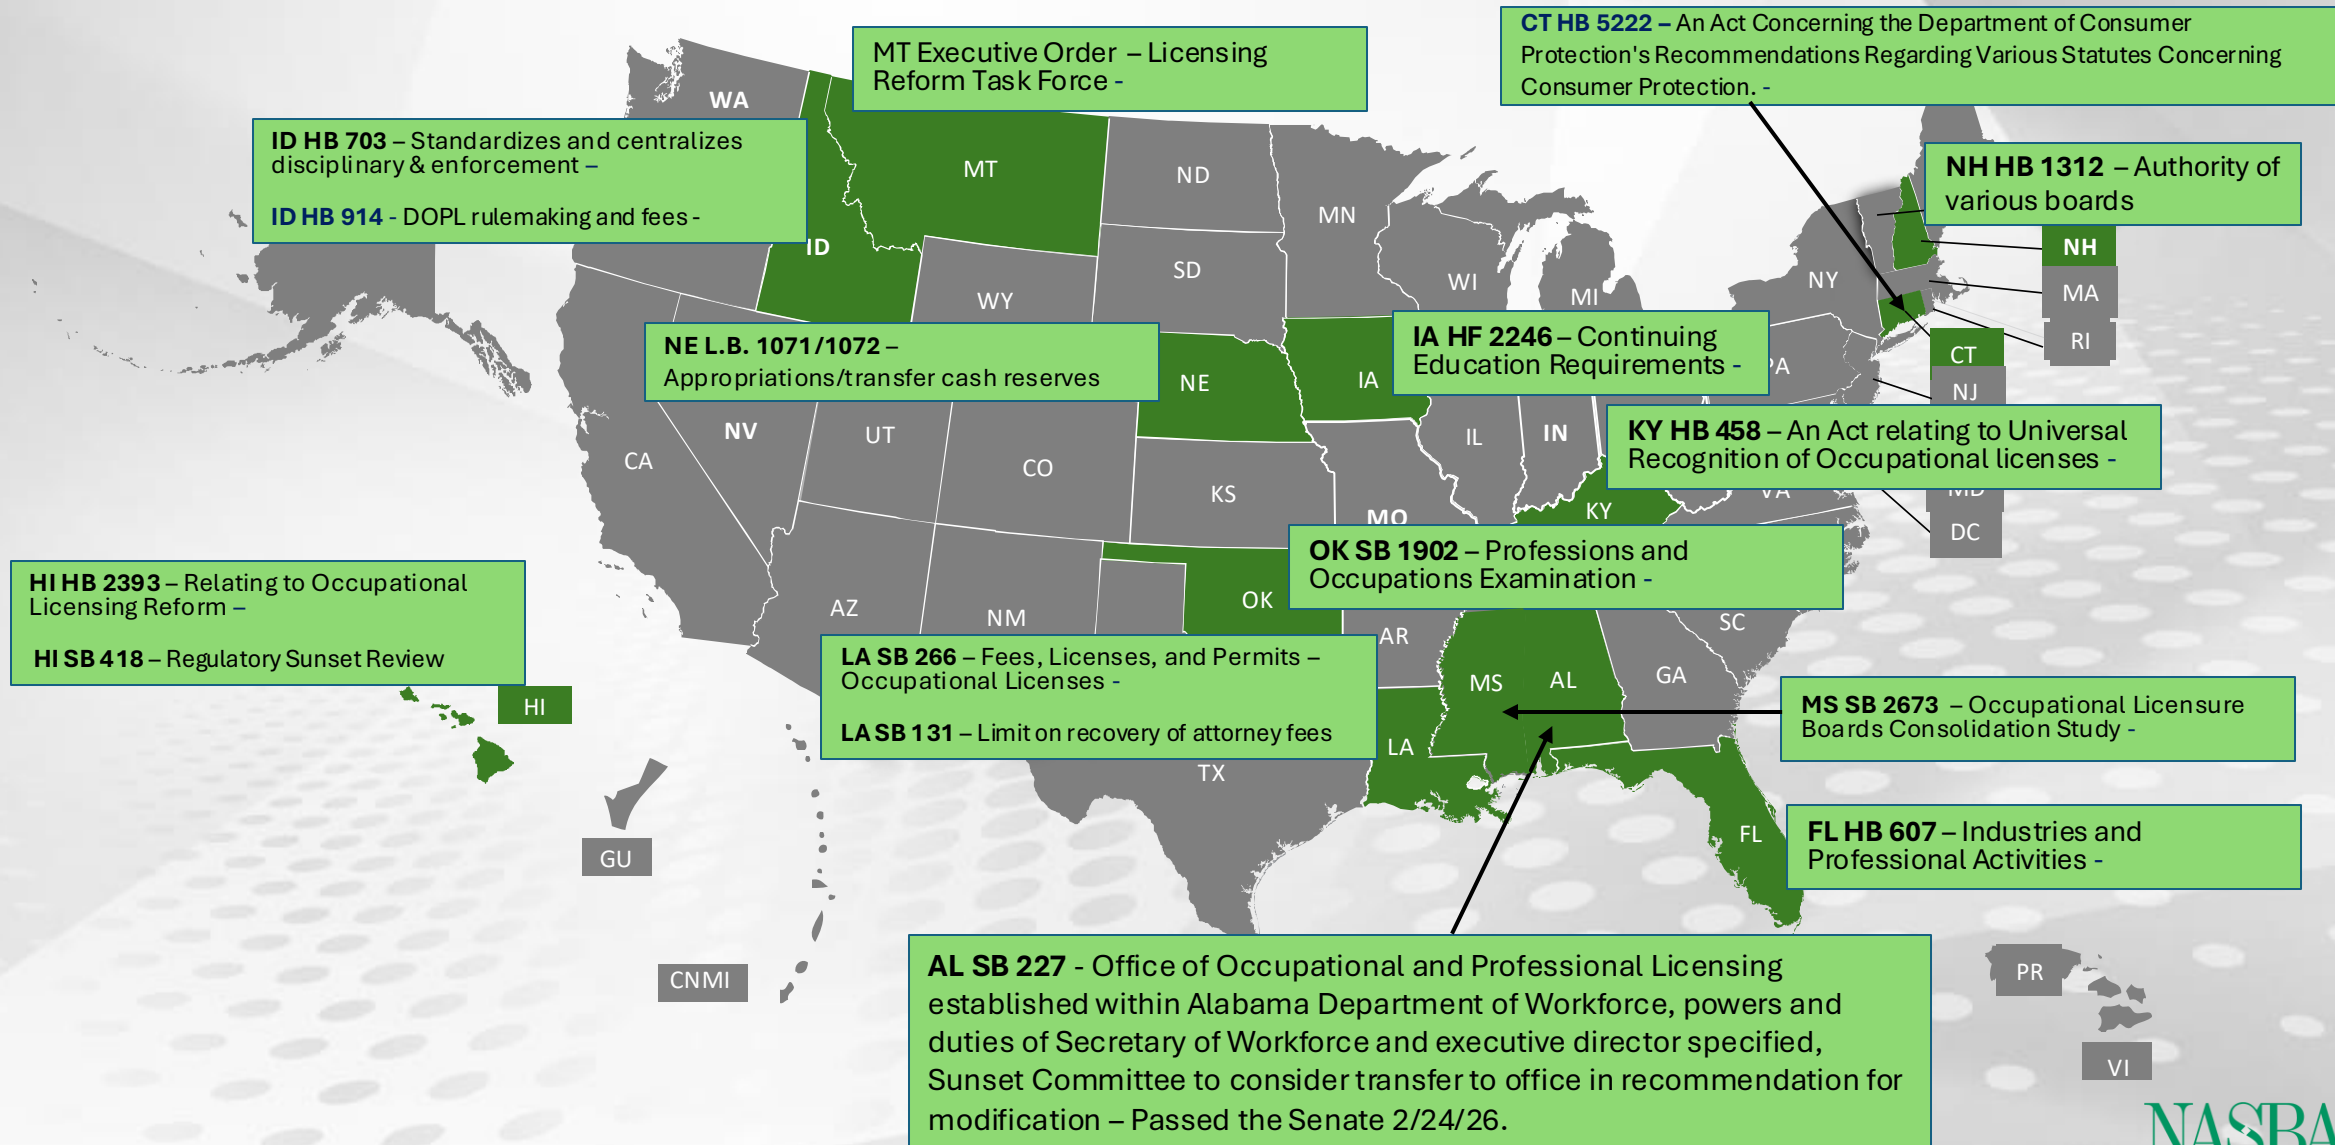 CT HB 5222 – An Act Concerning the Department of Consumer
Protection's Recommendations Regarding Various Statutes Concerning
Consumer Protection. -
MT Executive Order – Licensing
Reform Task Force -
WA
ID HB 703 – Standardizes and centralizes
disciplinary & enforcement –
ID HB 914 - DOPL rulemaking and fees -
ID
MT
ND
MN
NH HB 1312 – Authority of
various boards
NH
MA
RI
CT
NJ
SD
WI
MI
NY
WY
NE L.B. 1071/1072 –
Appropriations/transfer cash reserves
NE
IA
IA HF 2246 – Continuing
Education Requirements -
PA
KY HB 458 – An Act relating to Universal
Recognition of Occupational licenses -
NV
UT
CO
CA
KS
MO
IL
IN
KY
VA
MD
DC
OK SB 1902 – Professions and
Occupations Examination -
HI HB 2393 – Relating to Occupational
Licensing Reform –
HI SB 418 – Regulatory Sunset Review
HI
AZ
NM
OK
AR
SC
LA SB 266 – Fees, Licenses, and Permits –
Occupational Licenses -
LA SB 131 – Limit on recovery of attorney fees
MS
AL
GA
MS SB 2673 – Occupational Licensure
Boards Consolidation Study -
LA
TX
FL
FL HB 607 – Industries and
Professional Activities -
GU
CNMI
AL SB 227 - Office of Occupational and Professional Licensing
established within Alabama Department of Workforce, powers and
duties of Secretary of Workforce and executive director specified,
Sunset Committee to consider transfer to office in recommendation for
modification – Passed the Senate 2/24/26.
PR
VI
NASBA